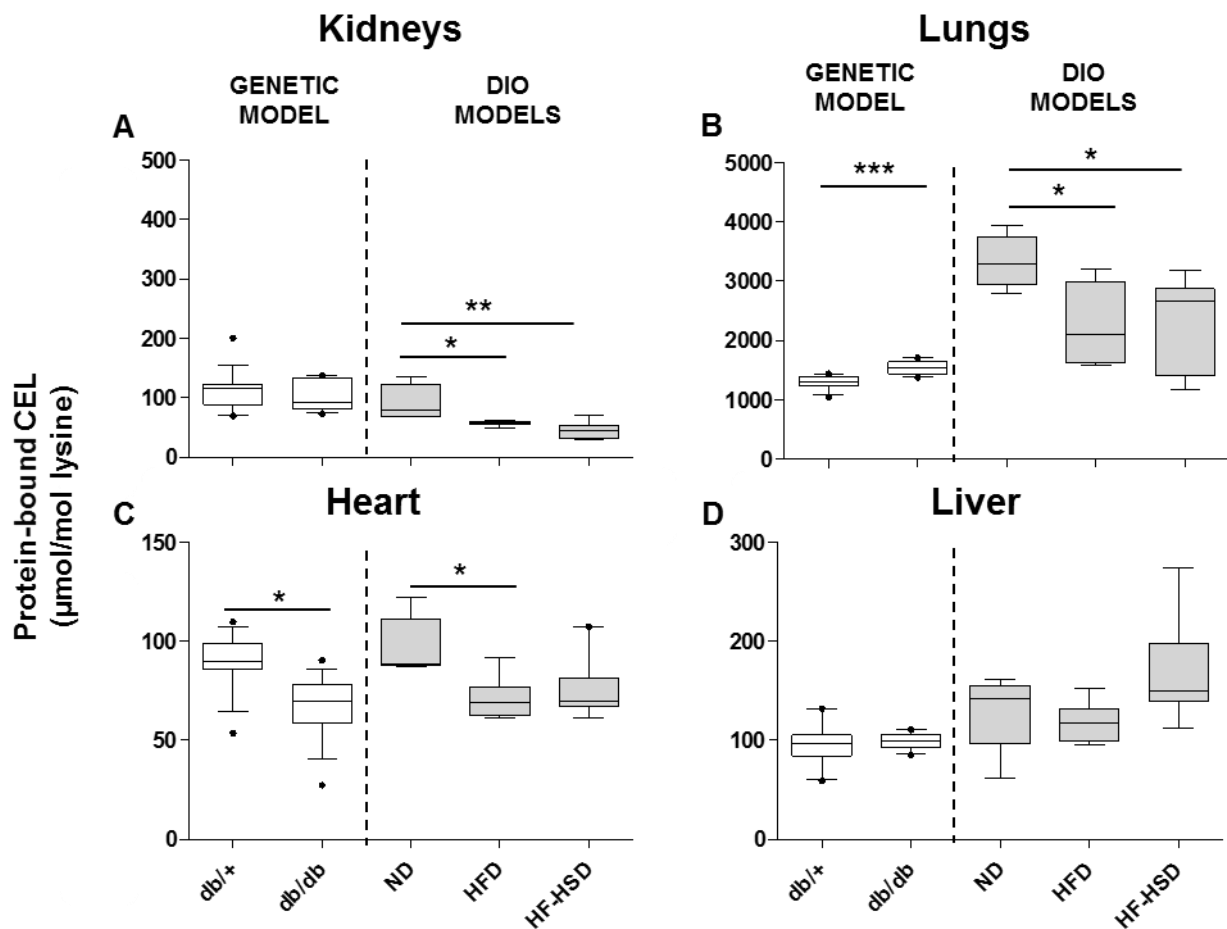 Kidneys
GENETIC
MODEL
DIO
MODELS
A
500
400
300
200
100
0
**
*
Lungs
GENETIC
MODEL
DIO
MODELS
B
5000
4000
3000
2000
1000
0
***
*
*
Protein-bound CEL
(µmol/mol lysine)
Heart
C
150
100
50
0
*
*
db/+
db/db
ND
HFD
HF-HSD
Liver
D
300
200
100
0
db/+
db/db
ND
HFD
HF-HSD